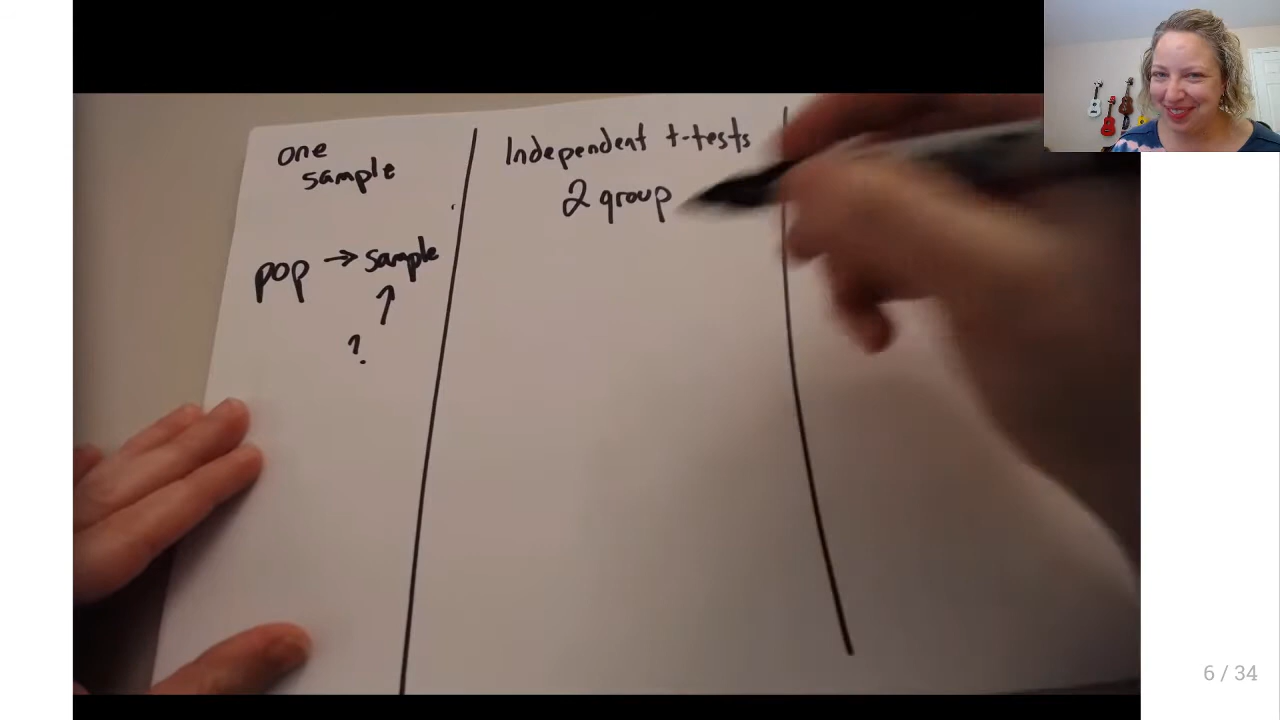 one
sample
pop → sample
↑
?
Independent t-tests
2 group
6 / 34